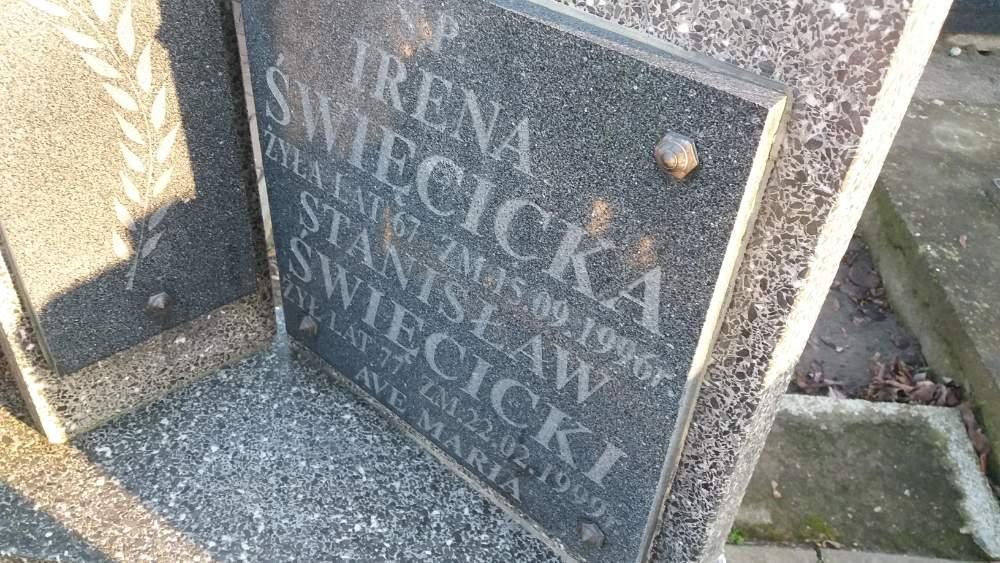 Ś.P.
IRENA
ŚWIĘCICKA
ŻYŁA LAT 67 ZM.15.09.1996r.
STANISŁAW
ŚWIĘCICKI
ŻYŁ LAT 77 ZM.22.02.1999r.
AVE MARIA